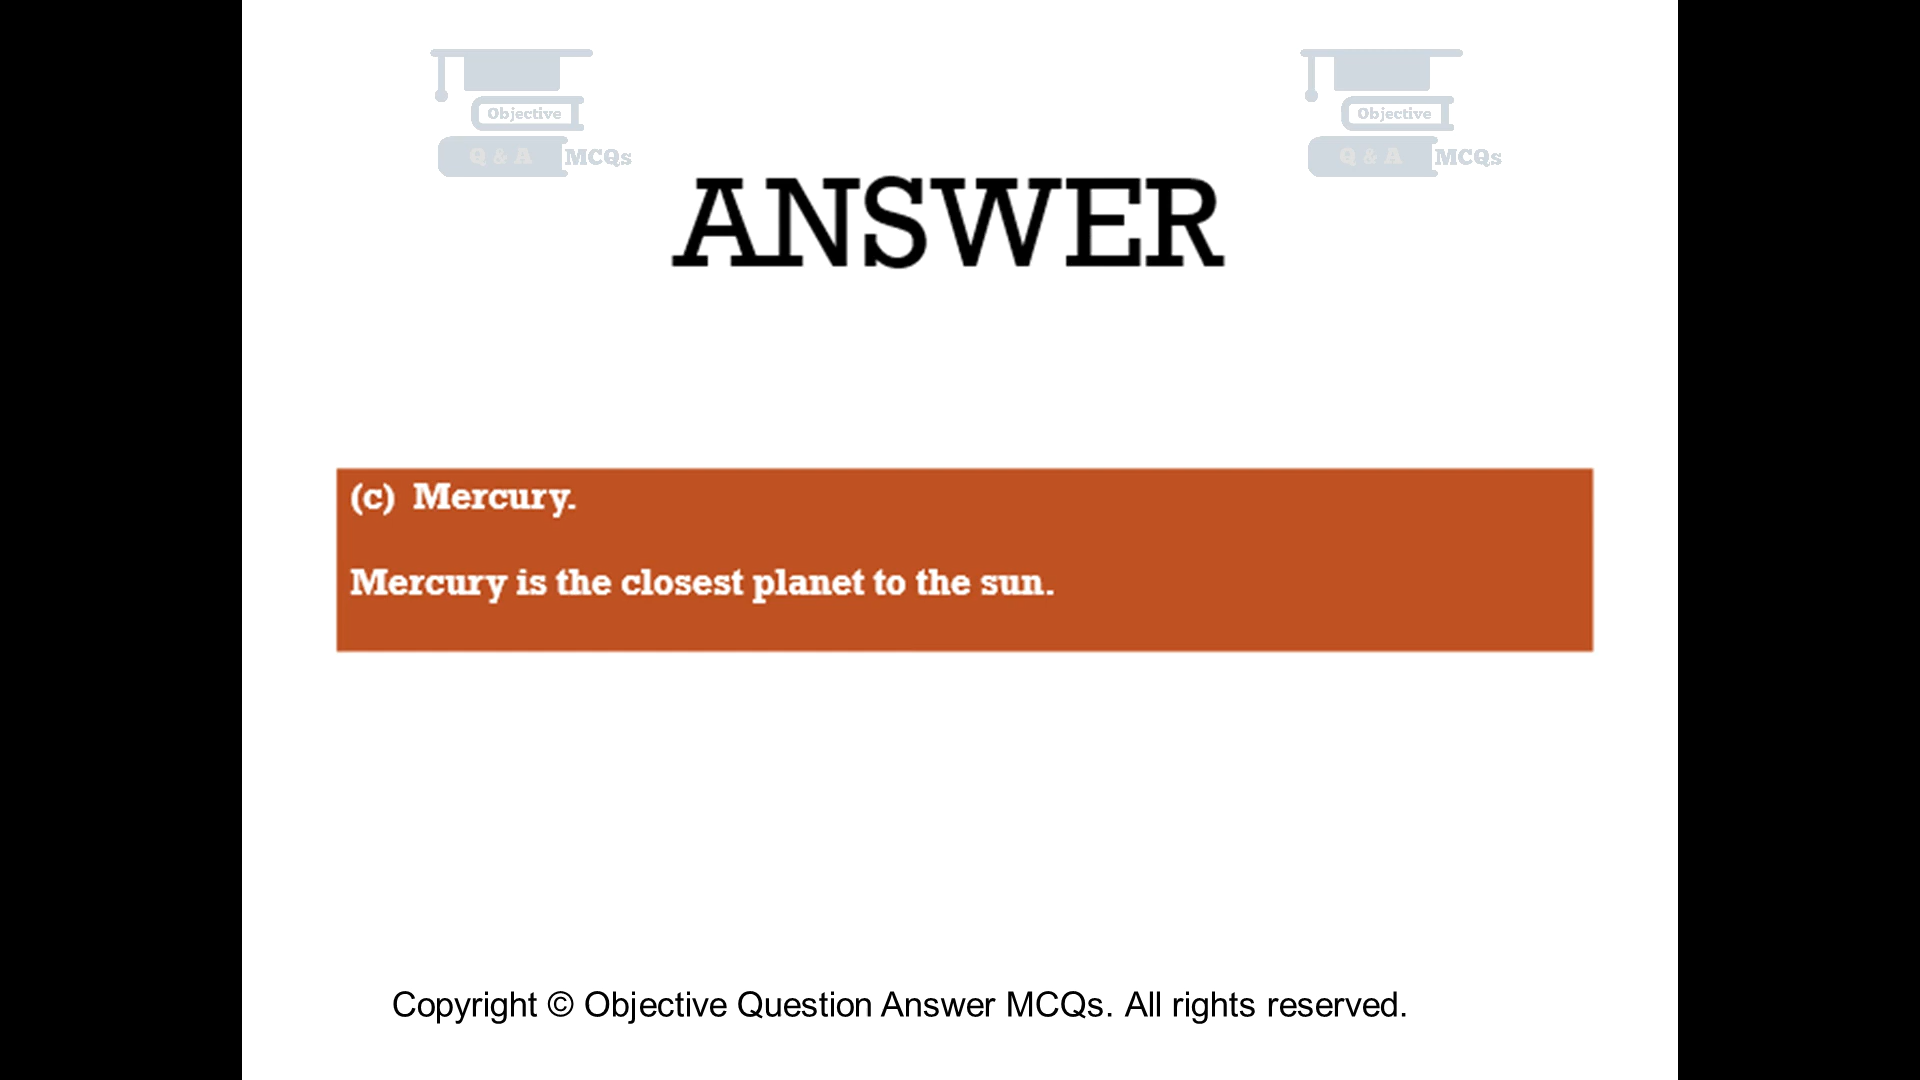 Objective
Q & A MCQs
Objective
Q & A MCQs
ANSWER
(c) Mercury.
Mercury is the closest planet to the sun.
Copyright © Objective Question Answer MCQs. All rights reserved.